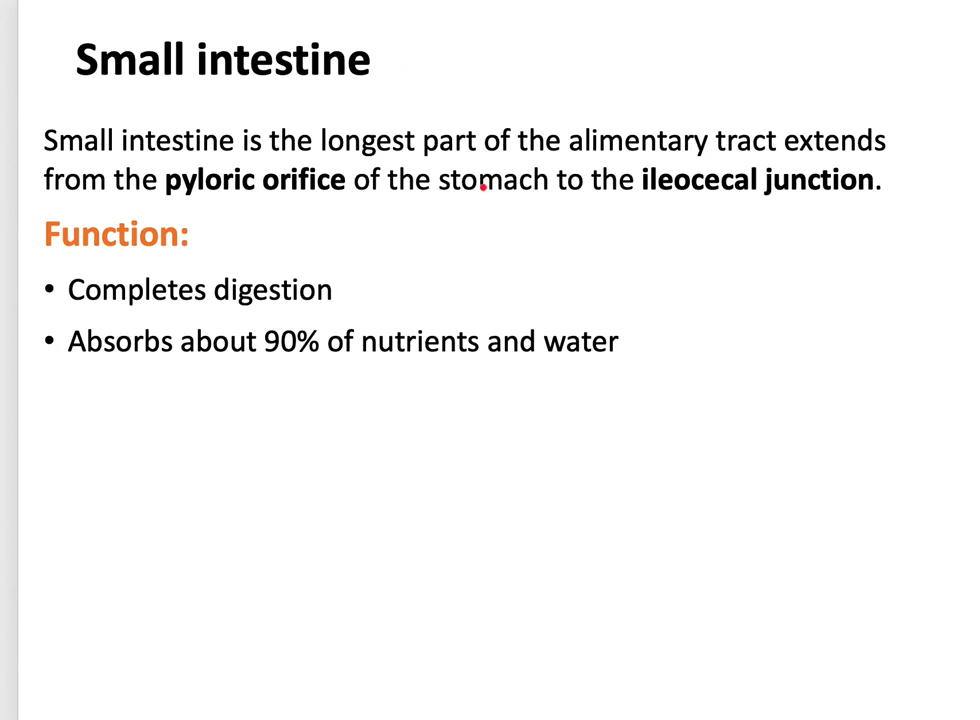 Small intestine
Small intestine is the longest part of the alimentary tract extends
from the pyloric orifice of the stomach to the ileocecal junction.
Function:
• Completes digestion
• Absorbs about 90% of nutrients and water